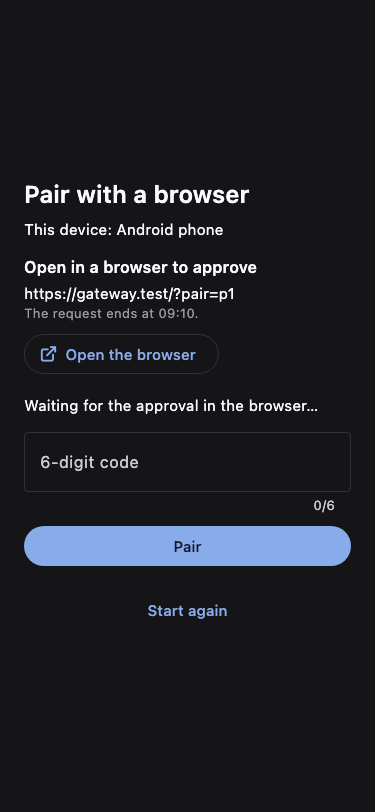 Pair with a browser
This device: Android phone
Open in a browser to approve
https://gateway.test/?pair=p1
The request ends at 09:10.
Open the browser
Waiting for the approval in the browser...
6-digit code
0/6
Pair
Start again